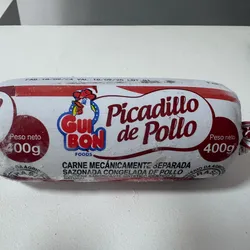 GUI
BON
FOODS
Picadillo
de Pollo
Peso neto
400g
Peso neto
400g
CARNE MECÁNICAMENTE SEPARADA
SAZONADA CONGELADA DE POLLO